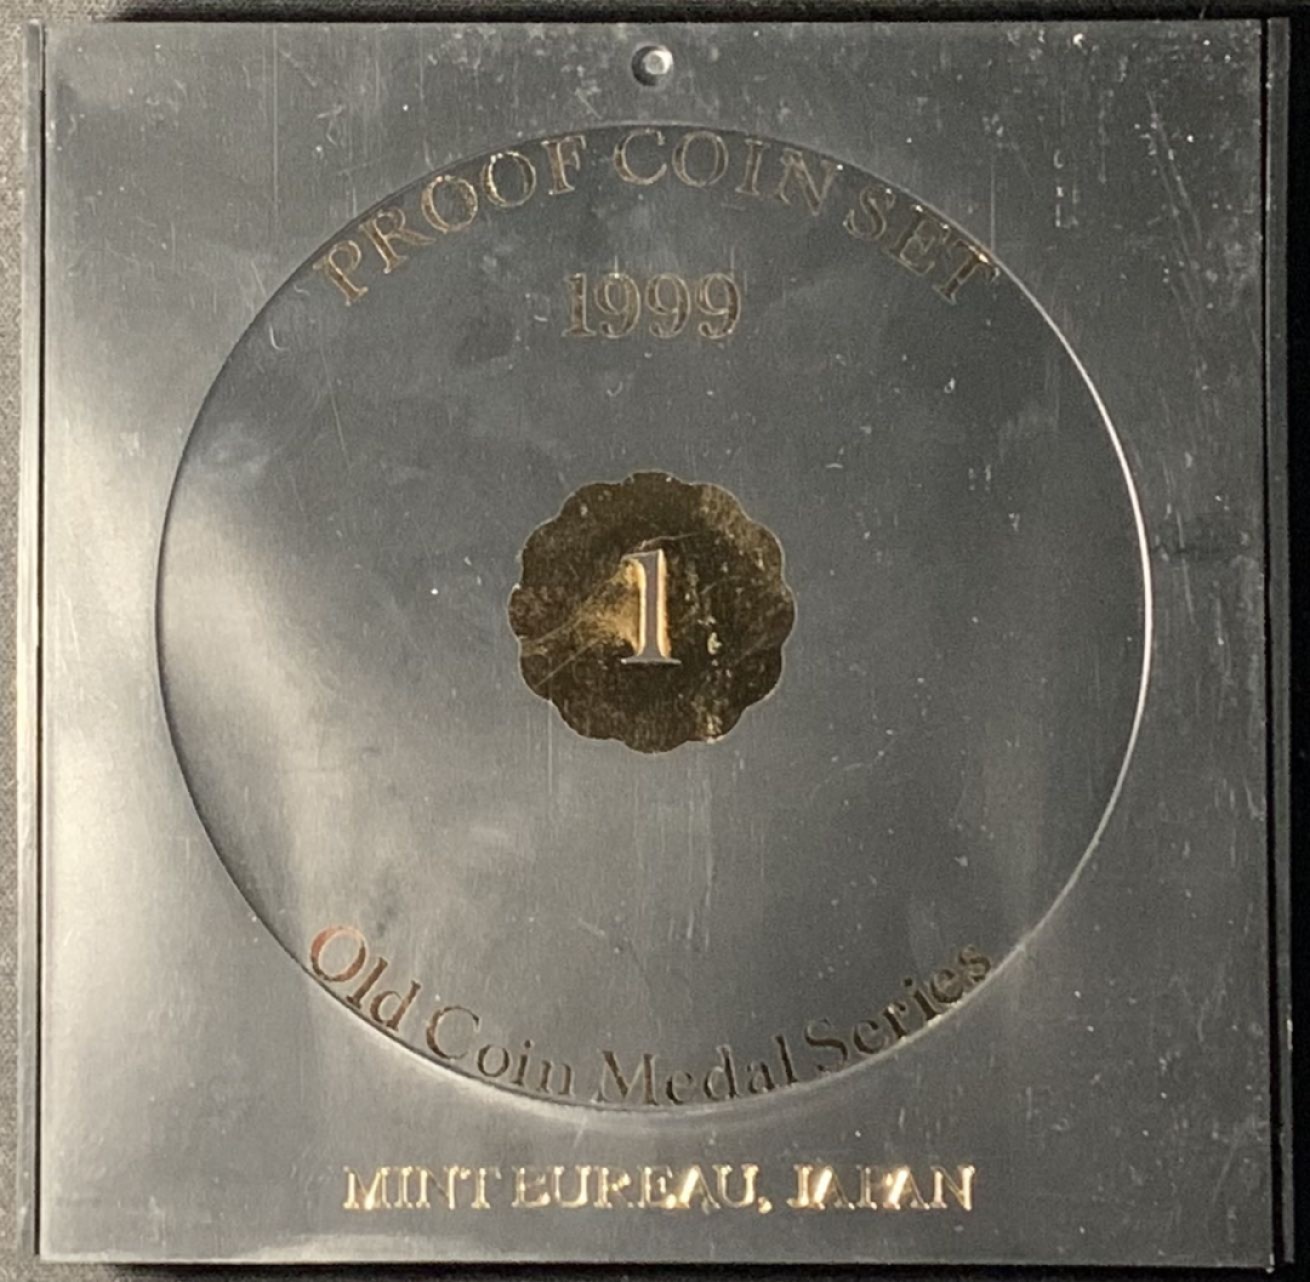 PROOF COIN SET
1999
1
Old Coin Medal Series
MINT BUREAU, JAPAN